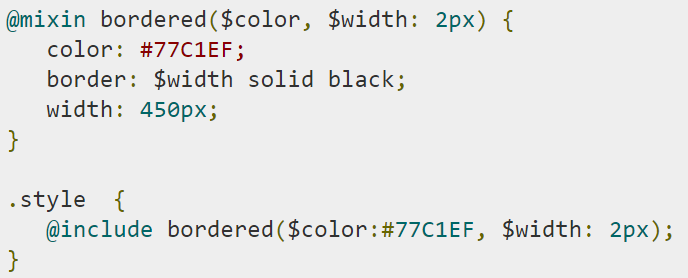 @mixin bordered($color, $width: 2px) {
   color: #77C1EF;
   border: $width solid black;
   width: 450px;
}

.style  {
   @include bordered($color:#77C1EF, $width: 2px);
}